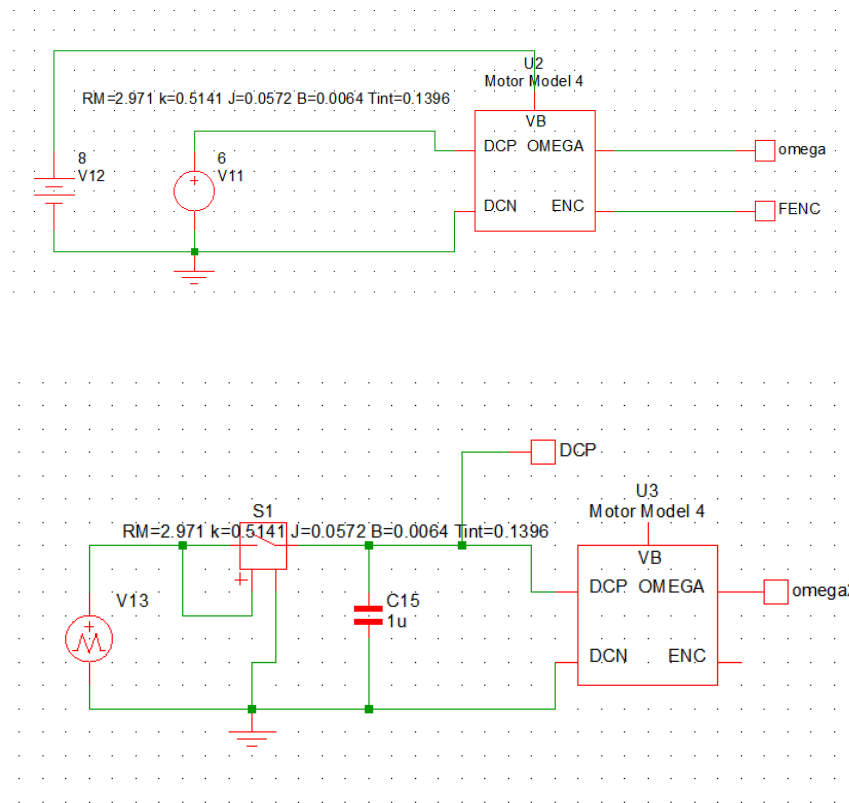 U2
Motor Model 4
RM=2.971 k=0.5141 J=0.0572 B=0.0064 Tint=0.1396
VB
8
V12
6
V11
DCP OMEGA
omega
DCN ENC
FENC
DCP
U3
Motor Model 4
S1
RM=2.971 k=0.5141 J=0.0572 B=0.0064 Tint=0.1396
VB
V13
C15
1u
DCP OMEGA
omega2
DCN ENC